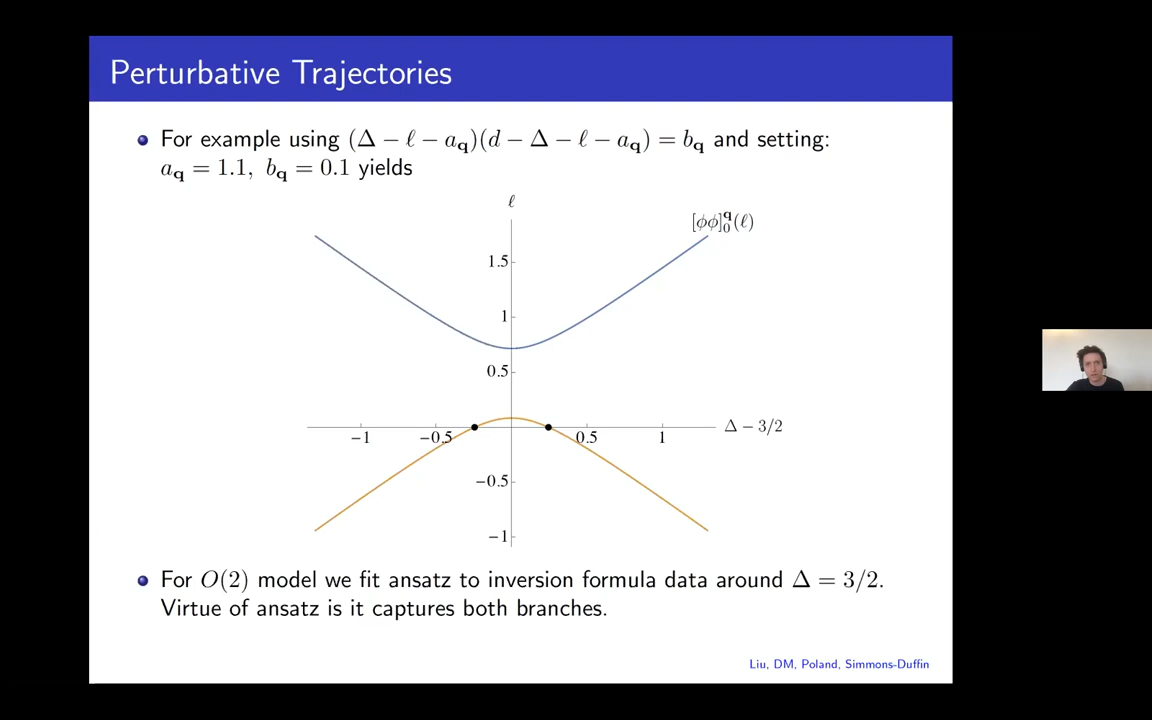 Perturbative Trajectories
For example using (Δ − ℓ − a_q)(d − Δ − ℓ − a_q) = b_q and setting:
a_q = 1.1, b_q = 0.1 yields
ℓ
[ϕϕ]₀^q(ℓ)
1.5
1
0.5
Δ − 3/2
−1
−0.5
0.5
1
−0.5
−1
For O(2) model we fit ansatz to inversion formula data around Δ = 3/2.
Virtue of ansatz is it captures both branches.
Liu, DM, Poland, Simmons-Duffin